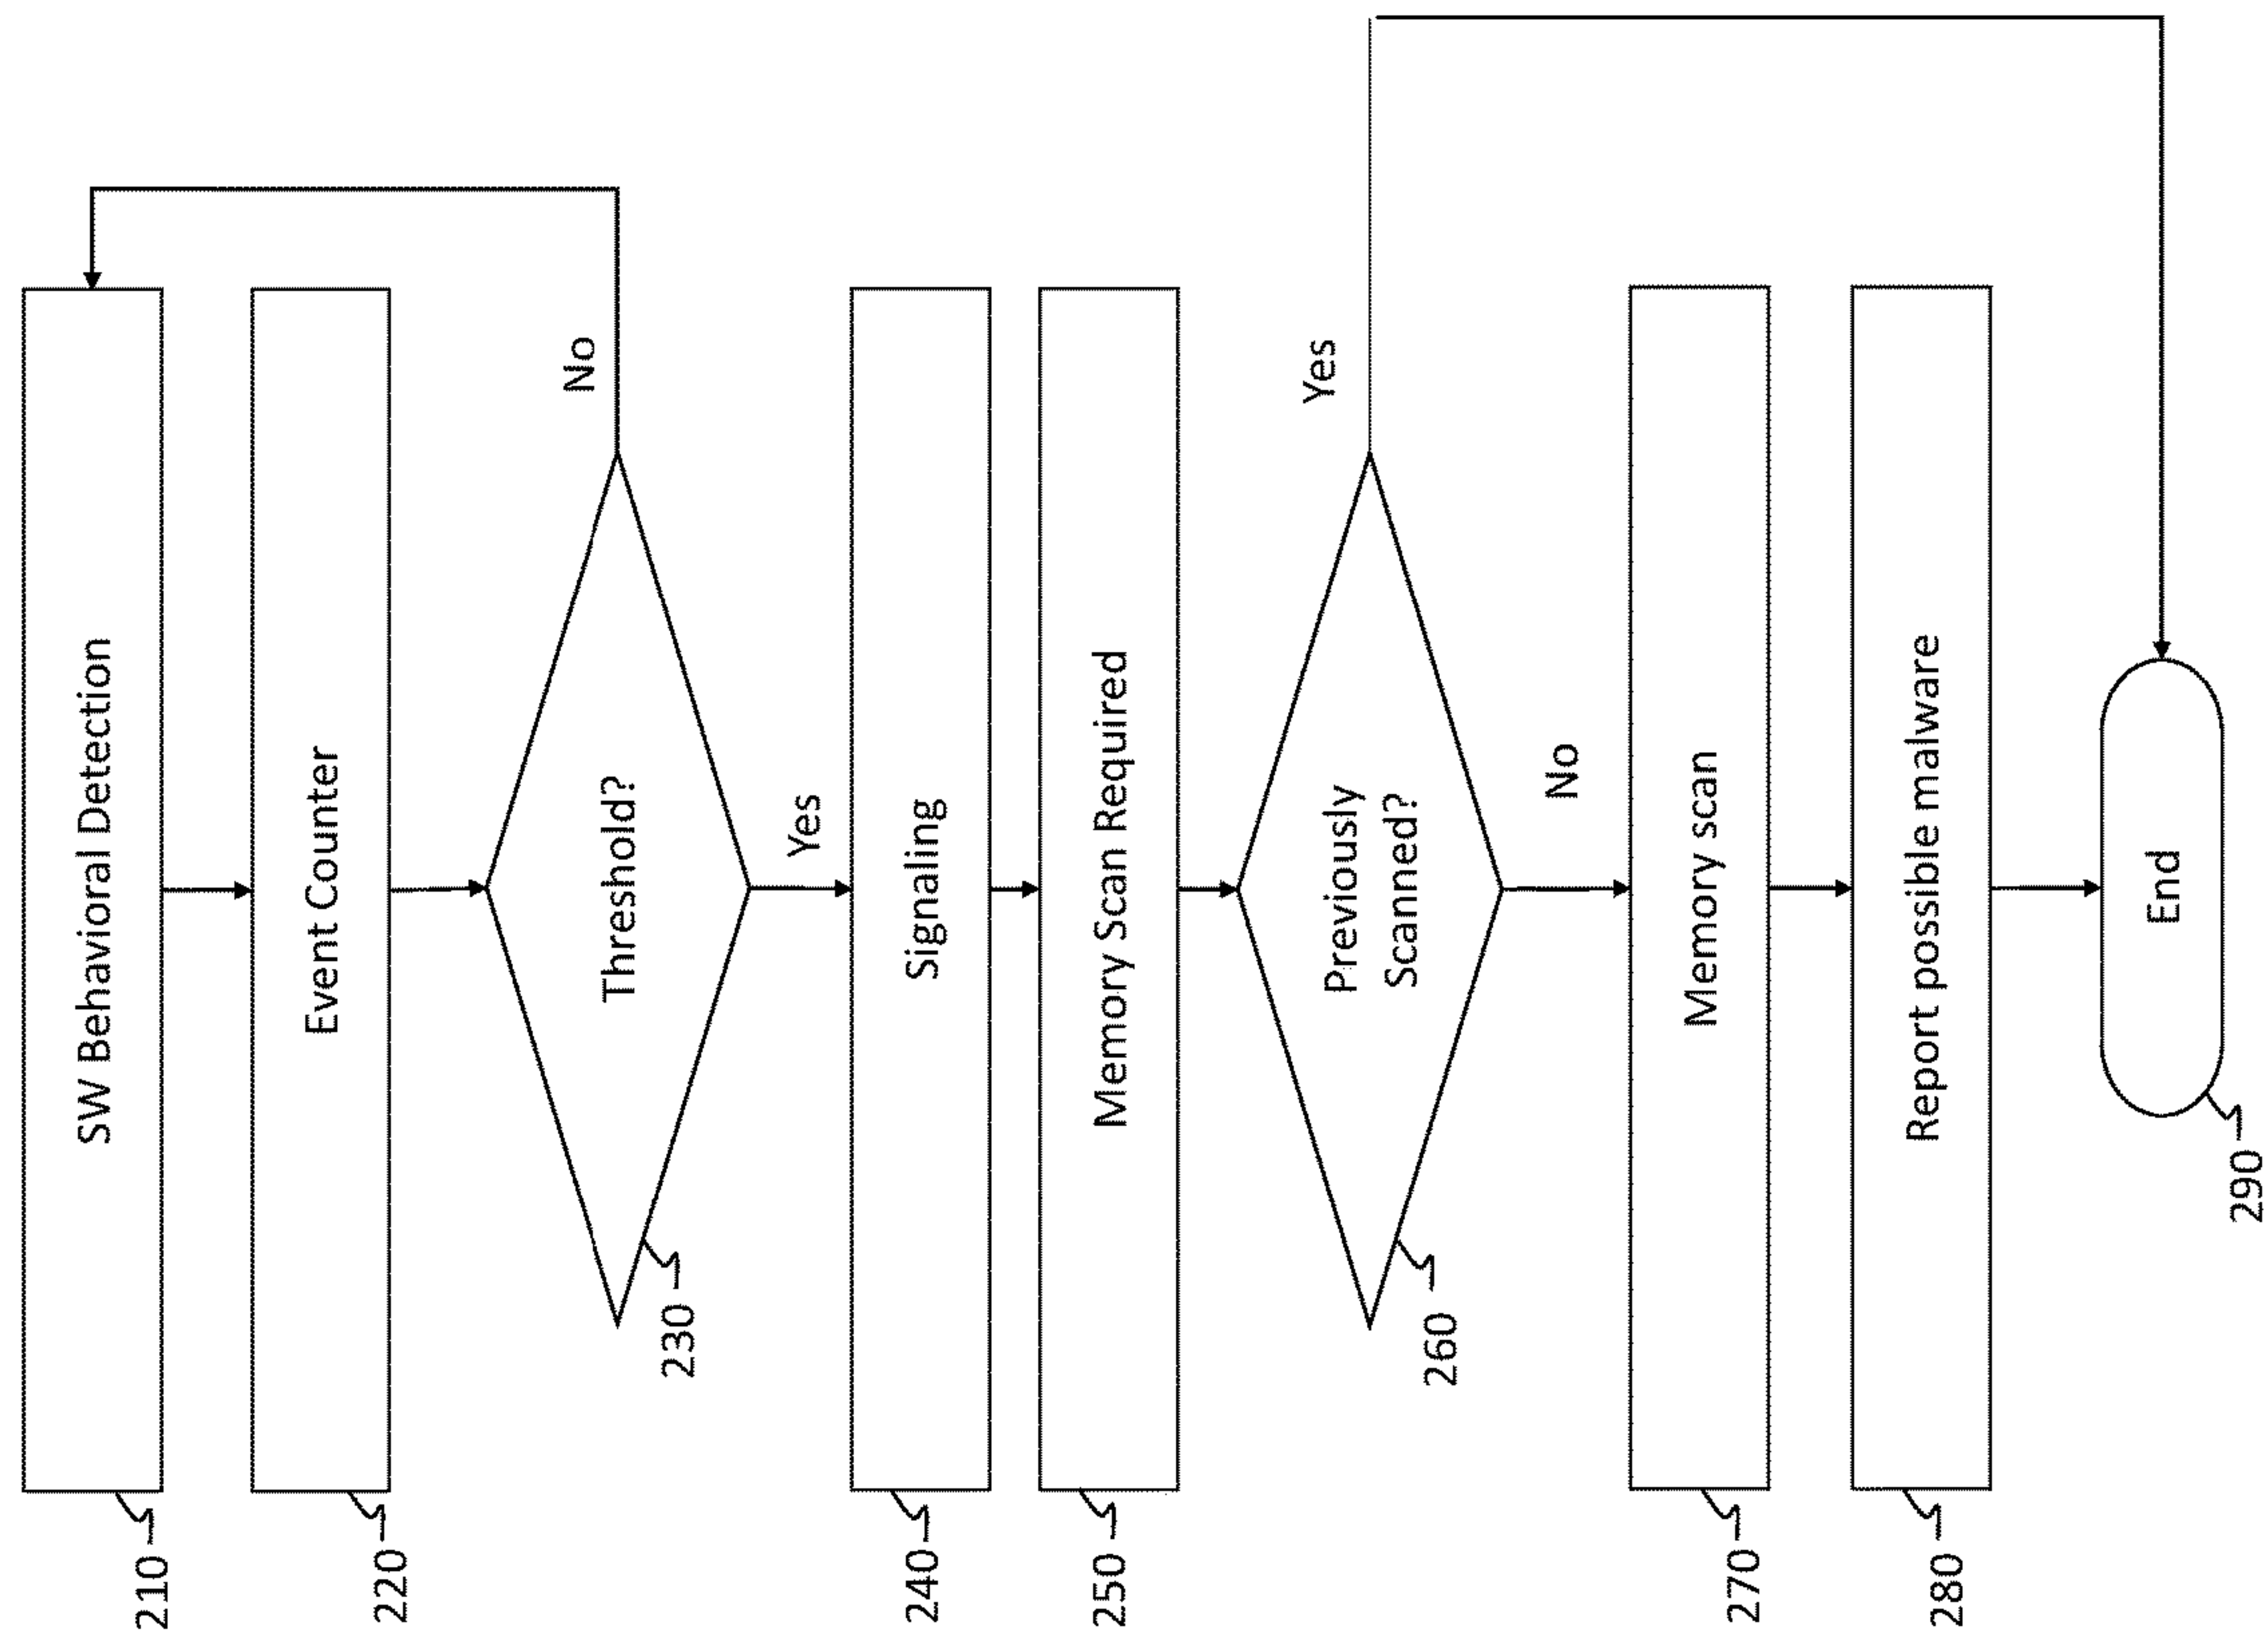 SW Behavioral Detection
210
Event Counter
220
Threshold?
No
230
Yes
Signaling
240
Memory Scan Required
250
Previously
Scanned?
Yes
260
No
Memory scan
270
Report possible malware
280
End
290